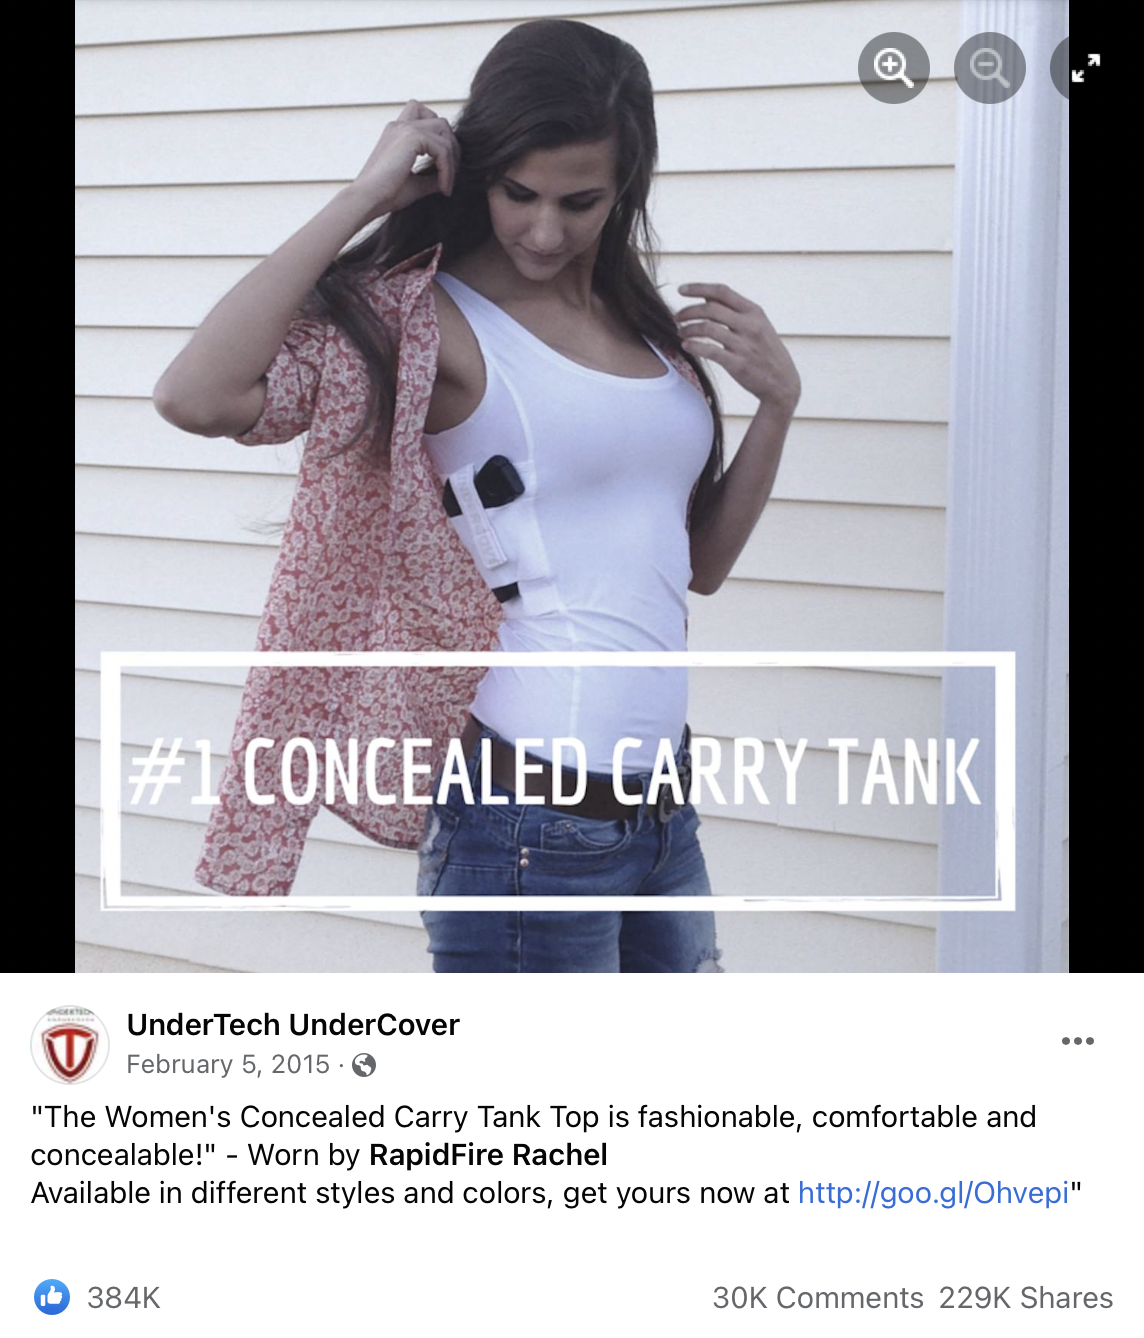 #1 CONCEALED CARRY TANK
UnderTech UnderCover
February 5, 2015 ·
"The Women's Concealed Carry Tank Top is fashionable, comfortable and
concealable!" - Worn by RapidFire Rachel
Available in different styles and colors, get yours now at http://goo.gl/Ohvepi"
384K
30K Comments 229K Shares